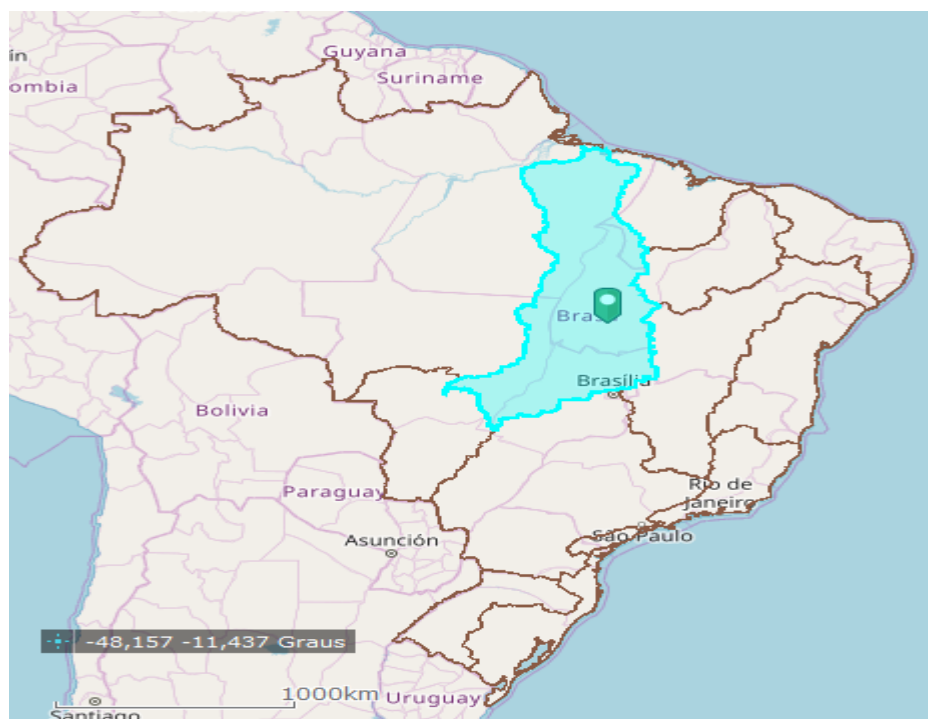 Guyana
Suriname
ín
ombia
Bras
Brasília
Bolivia
Rio de
Janeiro
Paraguay
São Paulo
Asunción
-48,157 -11,437 Graus
1000km
Uruguay
Santiago